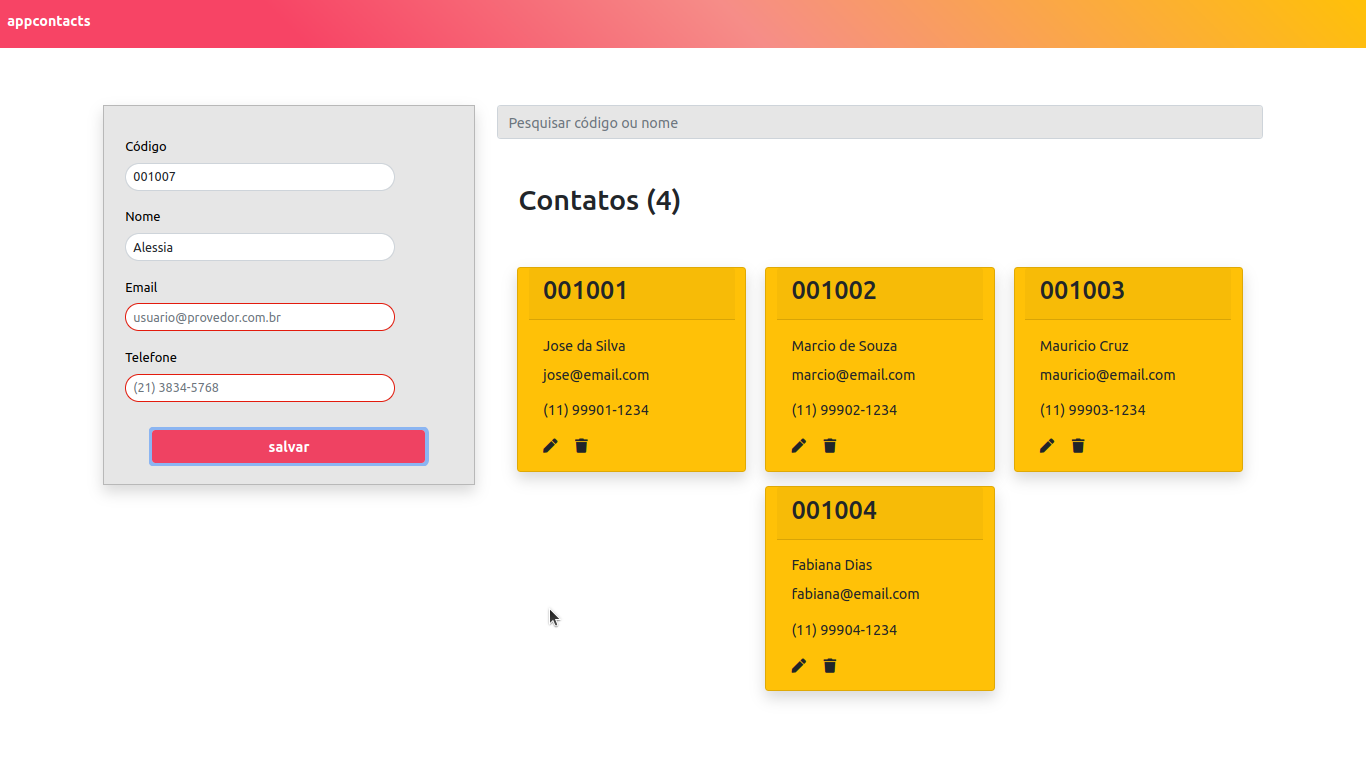 appcontacts
Código
001007
Nome
Alessia
Email
usuario@provedor.com.br
Telefone
(21) 3834-5768
salvar
Pesquisar código ou nome
Contatos (4)
001001
Jose da Silva
jose@email.com
(11) 99901-1234
001002
Marcio de Souza
marcio@email.com
(11) 99902-1234
001003
Mauricio Cruz
mauricio@email.com
(11) 99903-1234
001004
Fabiana Dias
fabiana@email.com
(11) 99904-1234